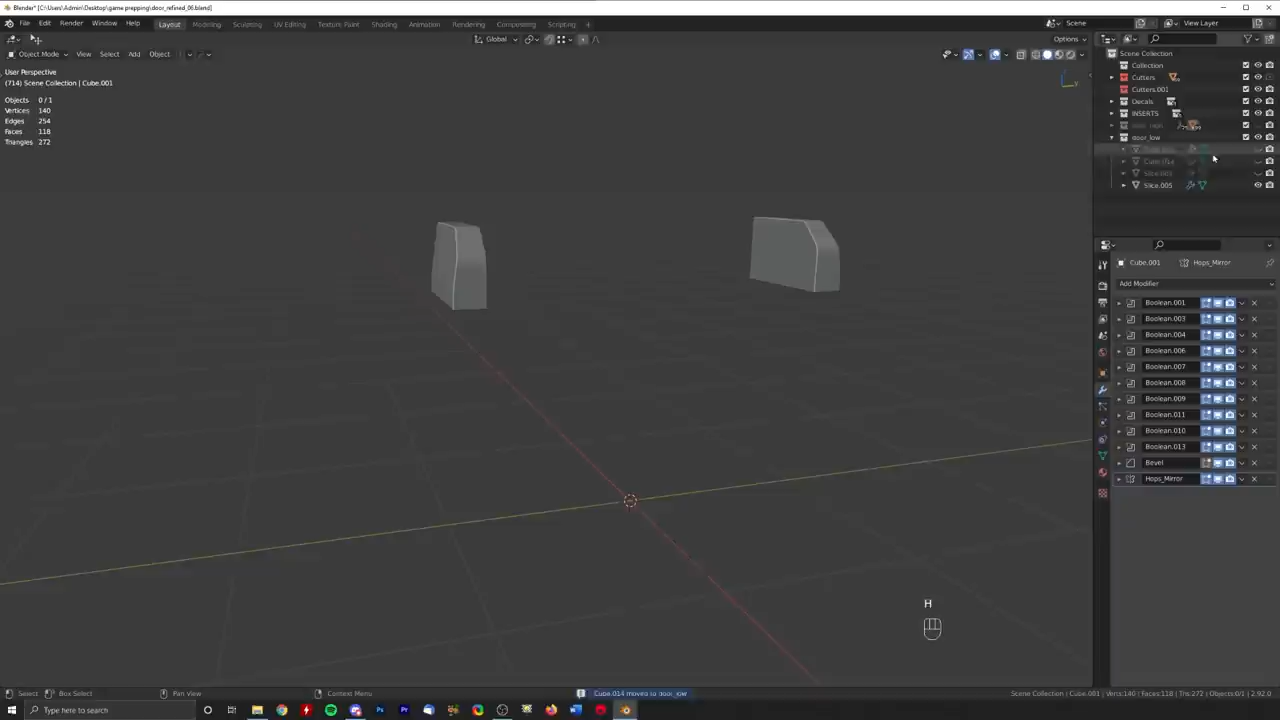 Blender* [C:\Users\Admin\Desktop\game prepping\door_refined_06.blend]
File Edit Render Window Help Layout Modeling Sculpting UV Editing Texture Paint Shading Animation Rendering Compositing Scripting + Scene View Layer
Global Options
Object Mode View Select Add Object
User Perspective
(714) Scene Collection | Cube.001
Objects 0/1
Vertices 140
Edges 254
Faces 118
Triangles 272
Scene Collection
Collection
Cutters
Cutters.001
Decals
INSERTS
door_low
Cube.014
Slice.005
Cube.001 Hops_Mirror
Add Modifier
Boolean.001
Boolean.003
Boolean.004
Boolean.006
Boolean.007
Boolean.008
Boolean.009
Boolean.011
Boolean.010
Boolean.013
Bevel
Hops_Mirror
H
Select Box Select Pan View Context Menu Cube.014 moved to door_low Scene Collection | Cube.001 | Verts:140 | Faces:118 | Tris:272 | Objects:0/1 | 2.92.0
Type here to search